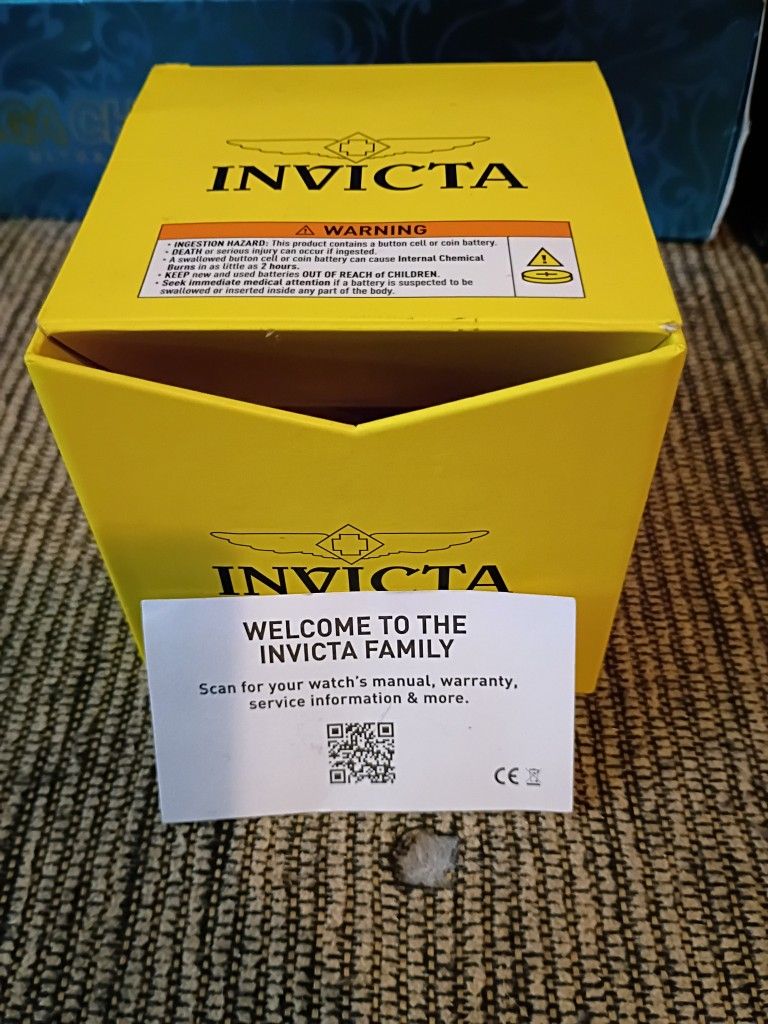 INVICTA
WARNING
• INGESTION HAZARD: This product contains a button cell or coin battery.
• DEATH or serious injury can occur if ingested.
• A swallowed button cell or coin battery can cause Internal Chemical
Burns in as little as 2 hours.
• KEEP new and used batteries OUT OF REACH of CHILDREN.
• Seek immediate medical attention if a battery is suspected to be
swallowed or inserted inside any part of the body.
INVICTA
WELCOME TO THE
INVICTA FAMILY
Scan for your watch's manual, warranty,
service information & more.
CE